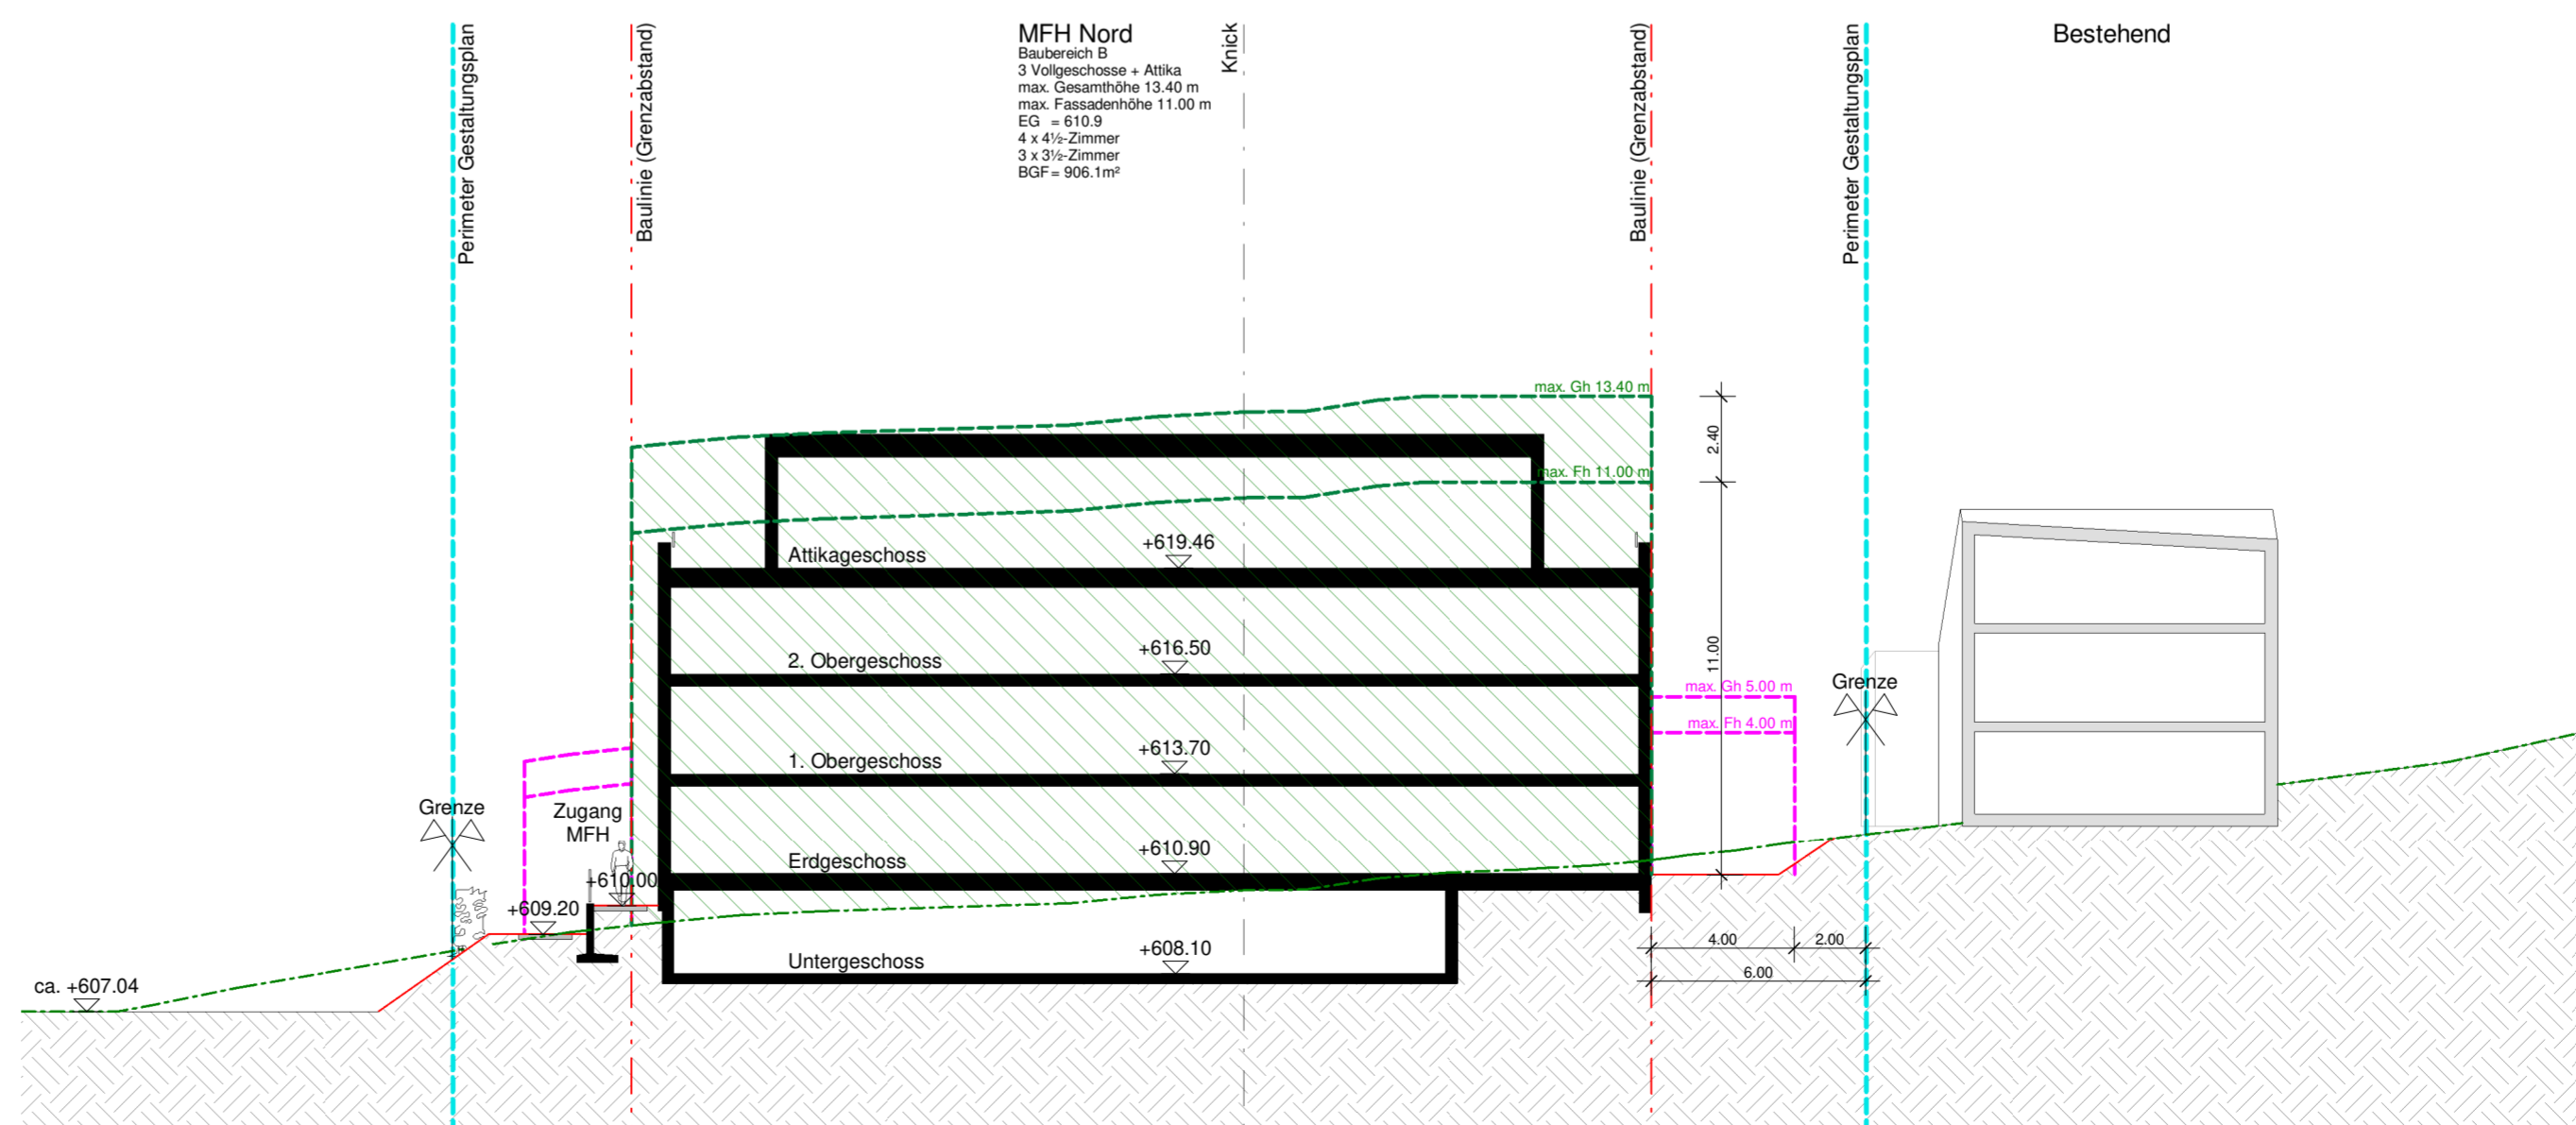 Perimeter Gestaltungsplan
Baulinie (Grenzabstand)
MFH Nord
Baubereich B
3 Vollgeschosse + Attika
max. Gesamthöhe 13.40 m
max. Fassadenhöhe 11.00 m
EG = 610.9
4 x 4½-Zimmer
3 x 3½-Zimmer
BGF= 906.1m²
Knick
Baulinie (Grenzabstand)
Perimeter Gestaltungsplan
Bestehend
max. Gh 13.40 m
2.40
max. Fh 11.00 m
Attikageschoss
+619.46
2. Obergeschoss
+616.50
11.00
max. Gh 5.00 m
max. Fh 4.00 m
Grenze
1. Obergeschoss
+613.70
Grenze
Zugang
MFH
Erdgeschoss
+610.90
+610.00
+609.20
Untergeschoss
+608.10
4.00
2.00
6.00
ca. +607.04